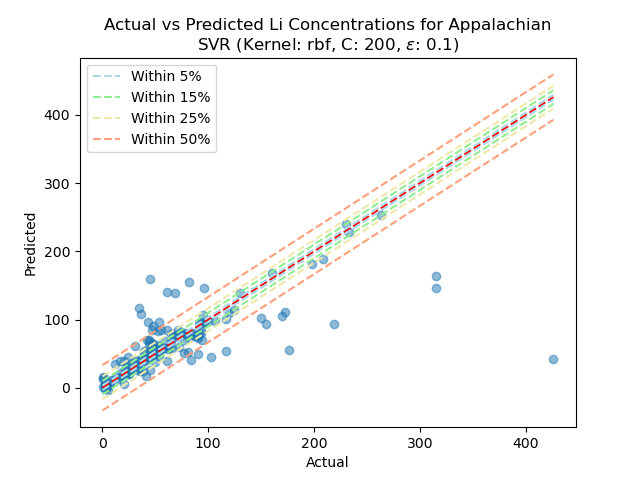 Actual vs Predicted Li Concentrations for Appalachian
SVR (Kernel: rbf, C: 200, ε: 0.1)
Within 5%
Within 15%
Within 25%
Within 50%
400
300
200
100
0
Predicted
0 100 200 300 400
Actual